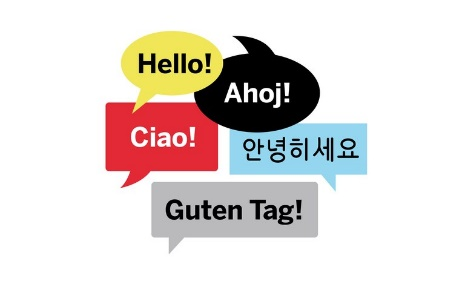 Hello!
Ahoj!
Ciao!
안녕히세요
Guten Tag!